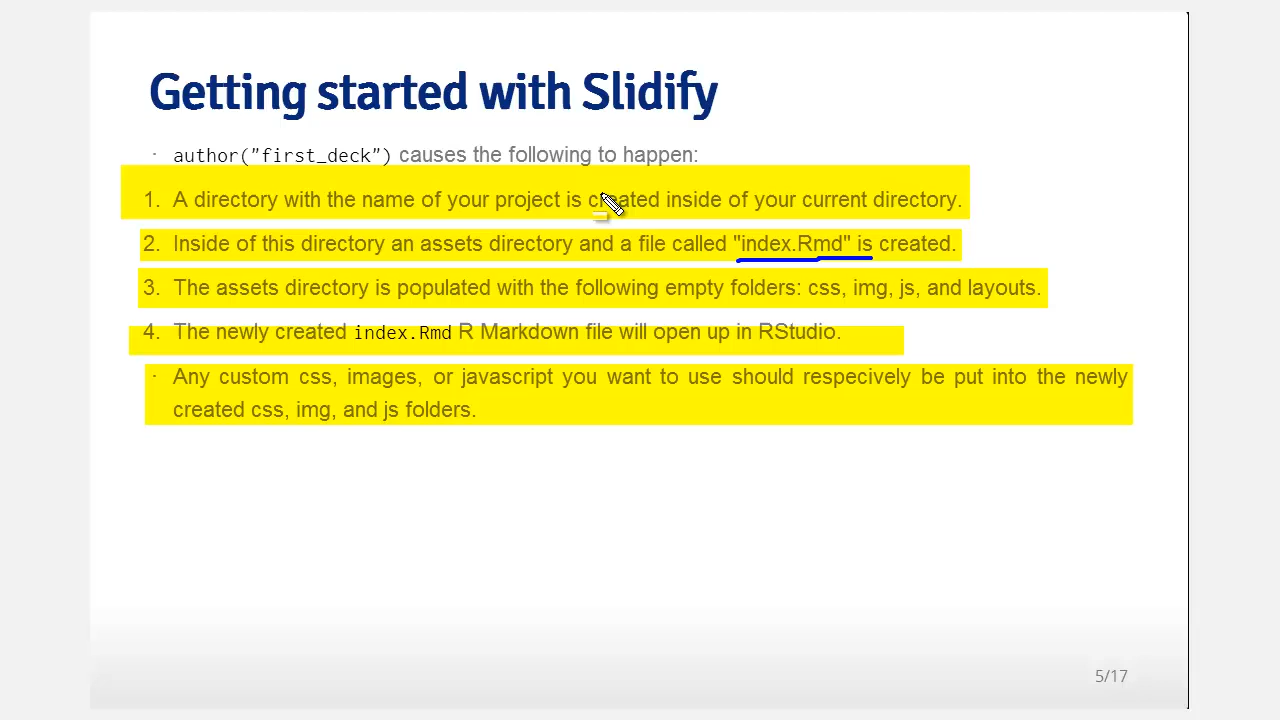 Getting started with Slidify
· author("first_deck") causes the following to happen:
1. A directory with the name of your project is created inside of your current directory.
2. Inside of this directory an assets directory and a file called "index.Rmd" is created.
3. The assets directory is populated with the following empty folders: css, img, js, and layouts.
4. The newly created index.Rmd R Markdown file will open up in RStudio.
· Any custom css, images, or javascript you want to use should respecively be put into the newly
created css, img, and js folders.
5/17